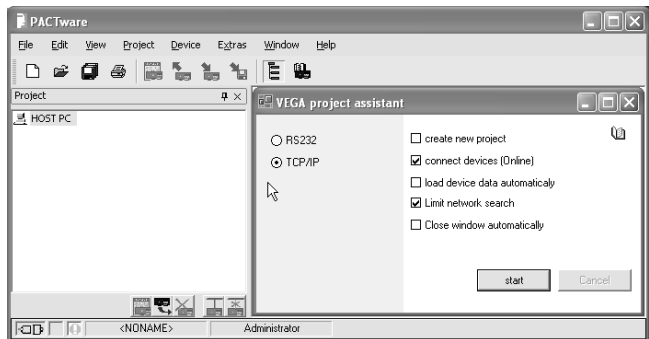 PACTware
File Edit View Project Device Extras Window Help
Project
HOST PC
VEGA project assistant
RS232
TCP/IP
create new project
connect devices (Online)
load device data automaticaly
Limit network search
Close window automatically
start Cancel
<NONAME> Administrator